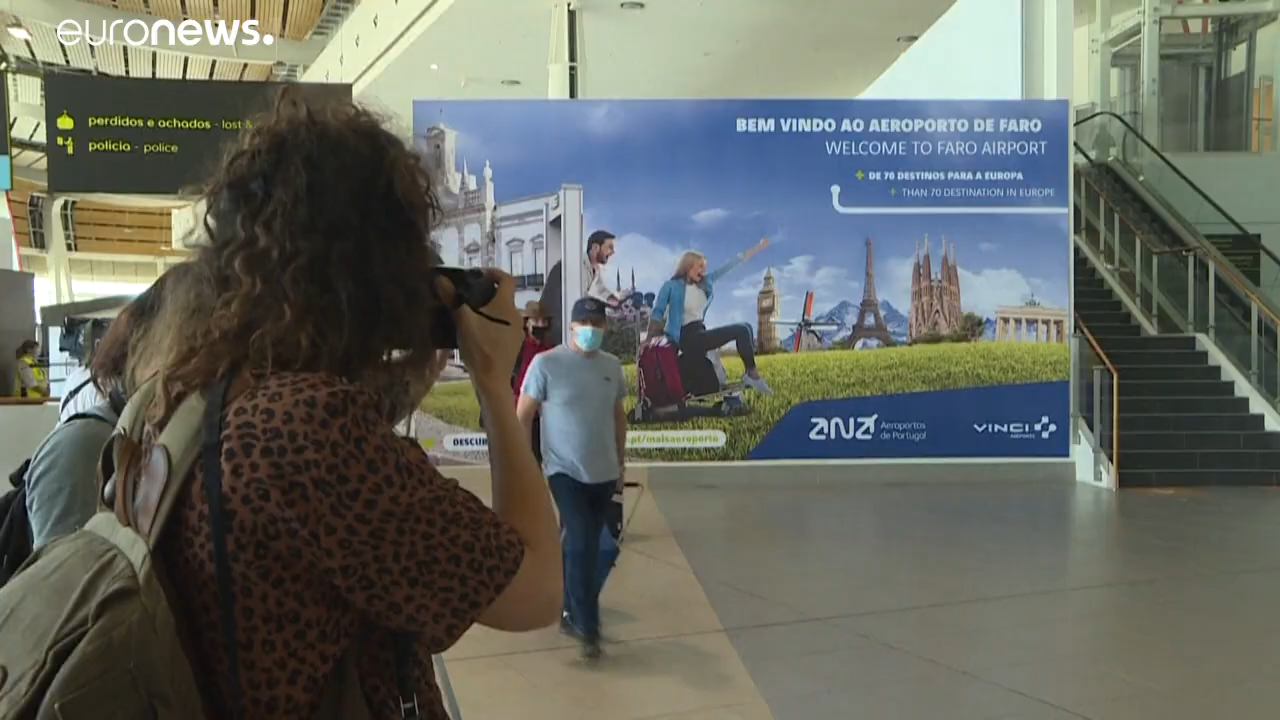 euronews.
perdidos e achados - lost &
polícia - police
BEM VINDO AO AEROPORTO DE FARO
WELCOME TO FARO AIRPORT
+ DE 70 DESTINOS PARA A EUROPA
+ THAN 70 DESTINATION IN EUROPE
DESCUR
pt/maisaeroporto
ANA Aeroportos
de Portugal
VINCI
AIRPORTS